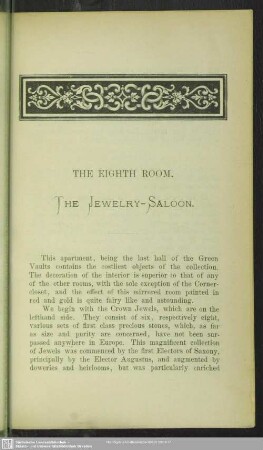 THE EIGHTH ROOM.
THE JEWELRY-SALOON.
This apartment, being the last hall of the Green
Vaults contains the costliest objects of the collection.
The decoration of the interior is superior to that of any
of the other rooms, with the sole exception of the Corner-
closet, and the effect of this mirrored room painted in
red and gold is quite fairy like and astounding.
We begin with the Crown Jewels, which are on the
lefthand side. They consist of six, respectively eight,
various sets of first class precious stones, which, as far
as size and purity are concerned, have not been sur-
passed anywhere in Europe. This magnificent collection
of Jewels was commenced by the first Electors of Saxony,
principally by the Elector Augustus, and augmented by
doweries and heirlooms, but was particularly enriched